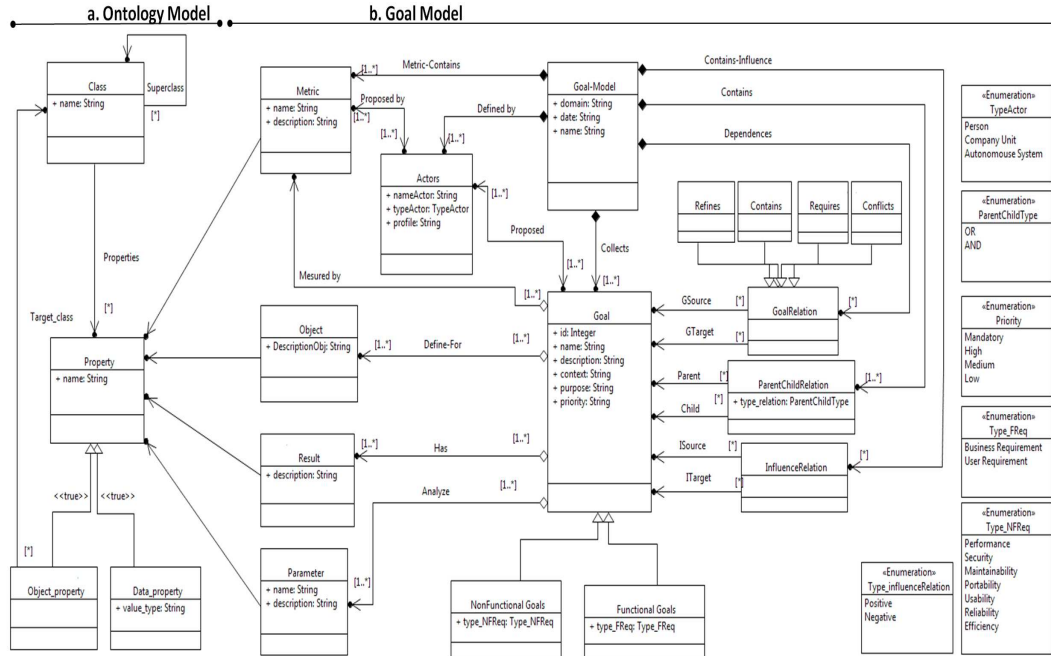 a. Ontology Model
b. Goal Model
Class
+ name: String
Superclass
[*]
Properties
[*]
Target_class
Property
+ name: String
<<true>>
<<true>>
[*]
Object_property
Data_property
+ value_type: String
Metric
+ name: String
+ description: String
[1..*]
Metric-Contains
Proposed by
[1..*]
[1..*]
Defined by
[1..*]
Actors
+ nameActor: String
+ typeActor: TypeActor
+ profile: String
[1..*]
Proposed
[1..*]
Goal-Model
+ domain: String
+ date: String
+ name: String
Collects
[1..*]
Contains-Influence
Contains
Dependences
Mesured by
[1..*]
Object
+ DescriptionObj: String
[1..*]
Define-For
[1..*]
Result
+ description: String
[1..*]
Has
[1..*]
Analyze
[1..*]
Parameter
+ name: String
+ description: String
[1..*]
Goal
+ id: Integer
+ name: String
+ description: String
+ context: String
+ purpose: String
+ priority: String
NonFunctional Goals
+ type_NFReq: Type_NFReq
Functional Goals
+ type_FReq: Type_FReq
Refines
Contains
Requires
Conflicts
GSource
[*]
GTarget
[*]
GoalRelation
[*]
Parent
[*]
Child
[*]
ParentChildRelation
+ type_relation: ParentChildType
[1..*]
ISource
[*]
ITarget
[*]
InfluenceRelation
[*]
«Enumeration»
TypeActor
Person
Company Unit
Autonomouse System
«Enumeration»
ParentChildType
OR
AND
«Enumeration»
Priority
Mandatory
High
Medium
Low
«Enumeration»
Type_FReq
Business Requirement
User Requirement
«Enumeration»
Type_NFReq
Performance
Security
Maintainability
Portability
Usability
Reliability
Efficiency
«Enumeration»
Type_influenceRelation
Positive
Negative